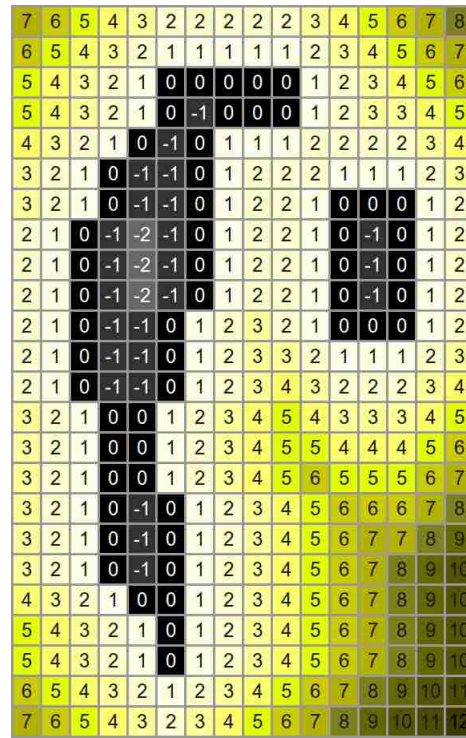 7 6 5 4 3 2 2 2 2 2 3 4 5 6 7 8
6 5 4 3 2 1 1 1 1 1 2 3 4 5 6 7
5 4 3 2 1 0 0 0 0 0 1 2 3 4 5 6
5 4 3 2 1 0 -1 0 0 0 1 2 3 3 4 5
4 3 2 1 0 -1 0 1 1 1 2 2 2 2 3 4
3 2 1 0 -1 -1 0 1 2 2 2 1 1 1 2 3
3 2 1 0 -1 -1 0 1 2 2 1 0 0 0 1 2
2 1 0 -1 -2 -1 0 1 2 2 1 0 -1 0 1 2
2 1 0 -1 -2 -1 0 1 2 2 1 0 -1 0 1 2
2 1 0 -1 -2 -1 0 1 2 2 1 0 -1 0 1 2
2 1 0 -1 -1 0 1 2 3 2 1 0 0 0 1 2
2 1 0 -1 -1 0 1 2 3 3 2 1 1 1 2 3
2 1 0 -1 -1 0 1 2 3 4 3 2 2 2 3 4
3 2 1 0 0 1 2 3 4 5 4 3 3 3 4 5
3 2 1 0 0 1 2 3 4 5 5 4 4 4 5 6
3 2 1 0 0 1 2 3 4 5 6 5 5 5 6 7
3 2 1 0 -1 0 1 2 3 4 5 6 6 6 7 8
3 2 1 0 -1 0 1 2 3 4 5 6 7 7 8 9
3 2 1 0 -1 0 1 2 3 4 5 6 7 8 9 10
4 3 2 1 0 0 1 2 3 4 5 6 7 8 9 10
5 4 3 2 1 0 1 2 3 4 5 6 7 8 9 10
5 4 3 2 1 0 1 2 3 4 5 6 7 8 9 10
6 5 4 3 2 1 2 3 4 5 6 7 8 9 10 11
7 6 5 4 3 2 3 4 5 6 7 8 9 10 11 12